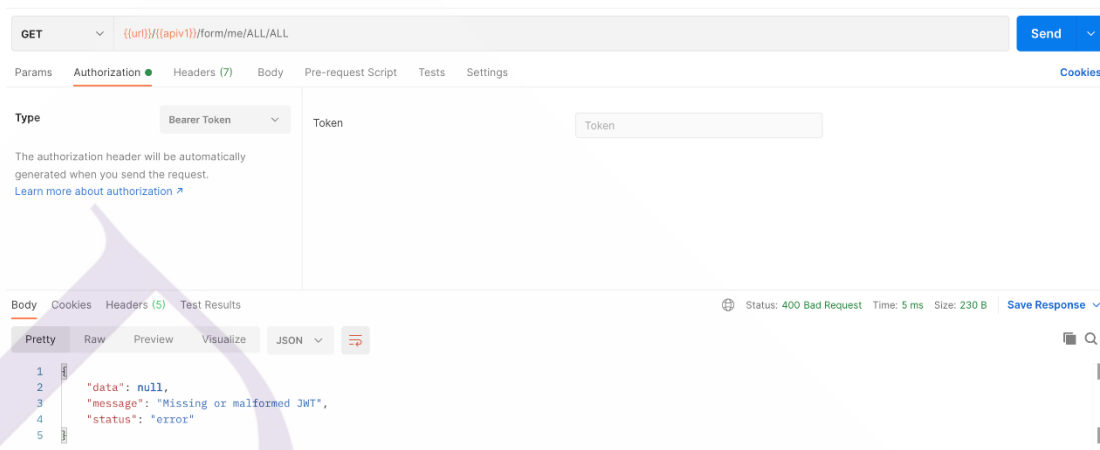 GET {{url}}/{{apiv1}}/form/me/ALL/ALL Send
Params Authorization Headers (7) Body Pre-request Script Tests Settings Cookies
Type Bearer Token Token Token
The authorization header will be automatically
generated when you send the request.
Learn more about authorization ↗
Body Cookies Headers (5) Test Results Status: 400 Bad Request Time: 5 ms Size: 230 B Save Response
Pretty Raw Preview Visualize JSON
1 {
2 "data": null,
3 "message": "Missing or malformed JWT",
4 "status": "error"
5 }